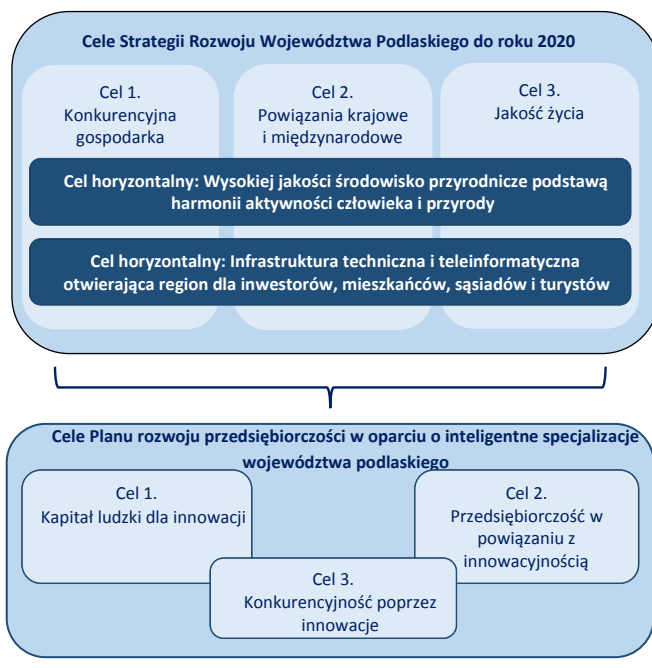 Cele Strategii Rozwoju Województwa Podlaskiego do roku 2020
Cel 1.
Konkurencyjna
gospodarka
Cel 2.
Powiązania krajowe
i międzynarodowe
Cel 3.
Jakość życia
Cel horyzontalny: Wysokiej jakości środowisko przyrodnicze podstawą
harmonii aktywności człowieka i przyrody
Cel horyzontalny: Infrastruktura techniczna i teleinformatyczna
otwierająca region dla inwestorów, mieszkańców, sąsiadów i turystów
Cele Planu rozwoju przedsiębiorczości w oparciu o inteligentne specjalizacje
województwa podlaskiego
Cel 1.
Kapitał ludzki dla innowacji
Cel 2.
Przedsiębiorczość w
powiązaniu z
innowacyjnością
Cel 3.
Konkurencyjność poprzez
innowacje